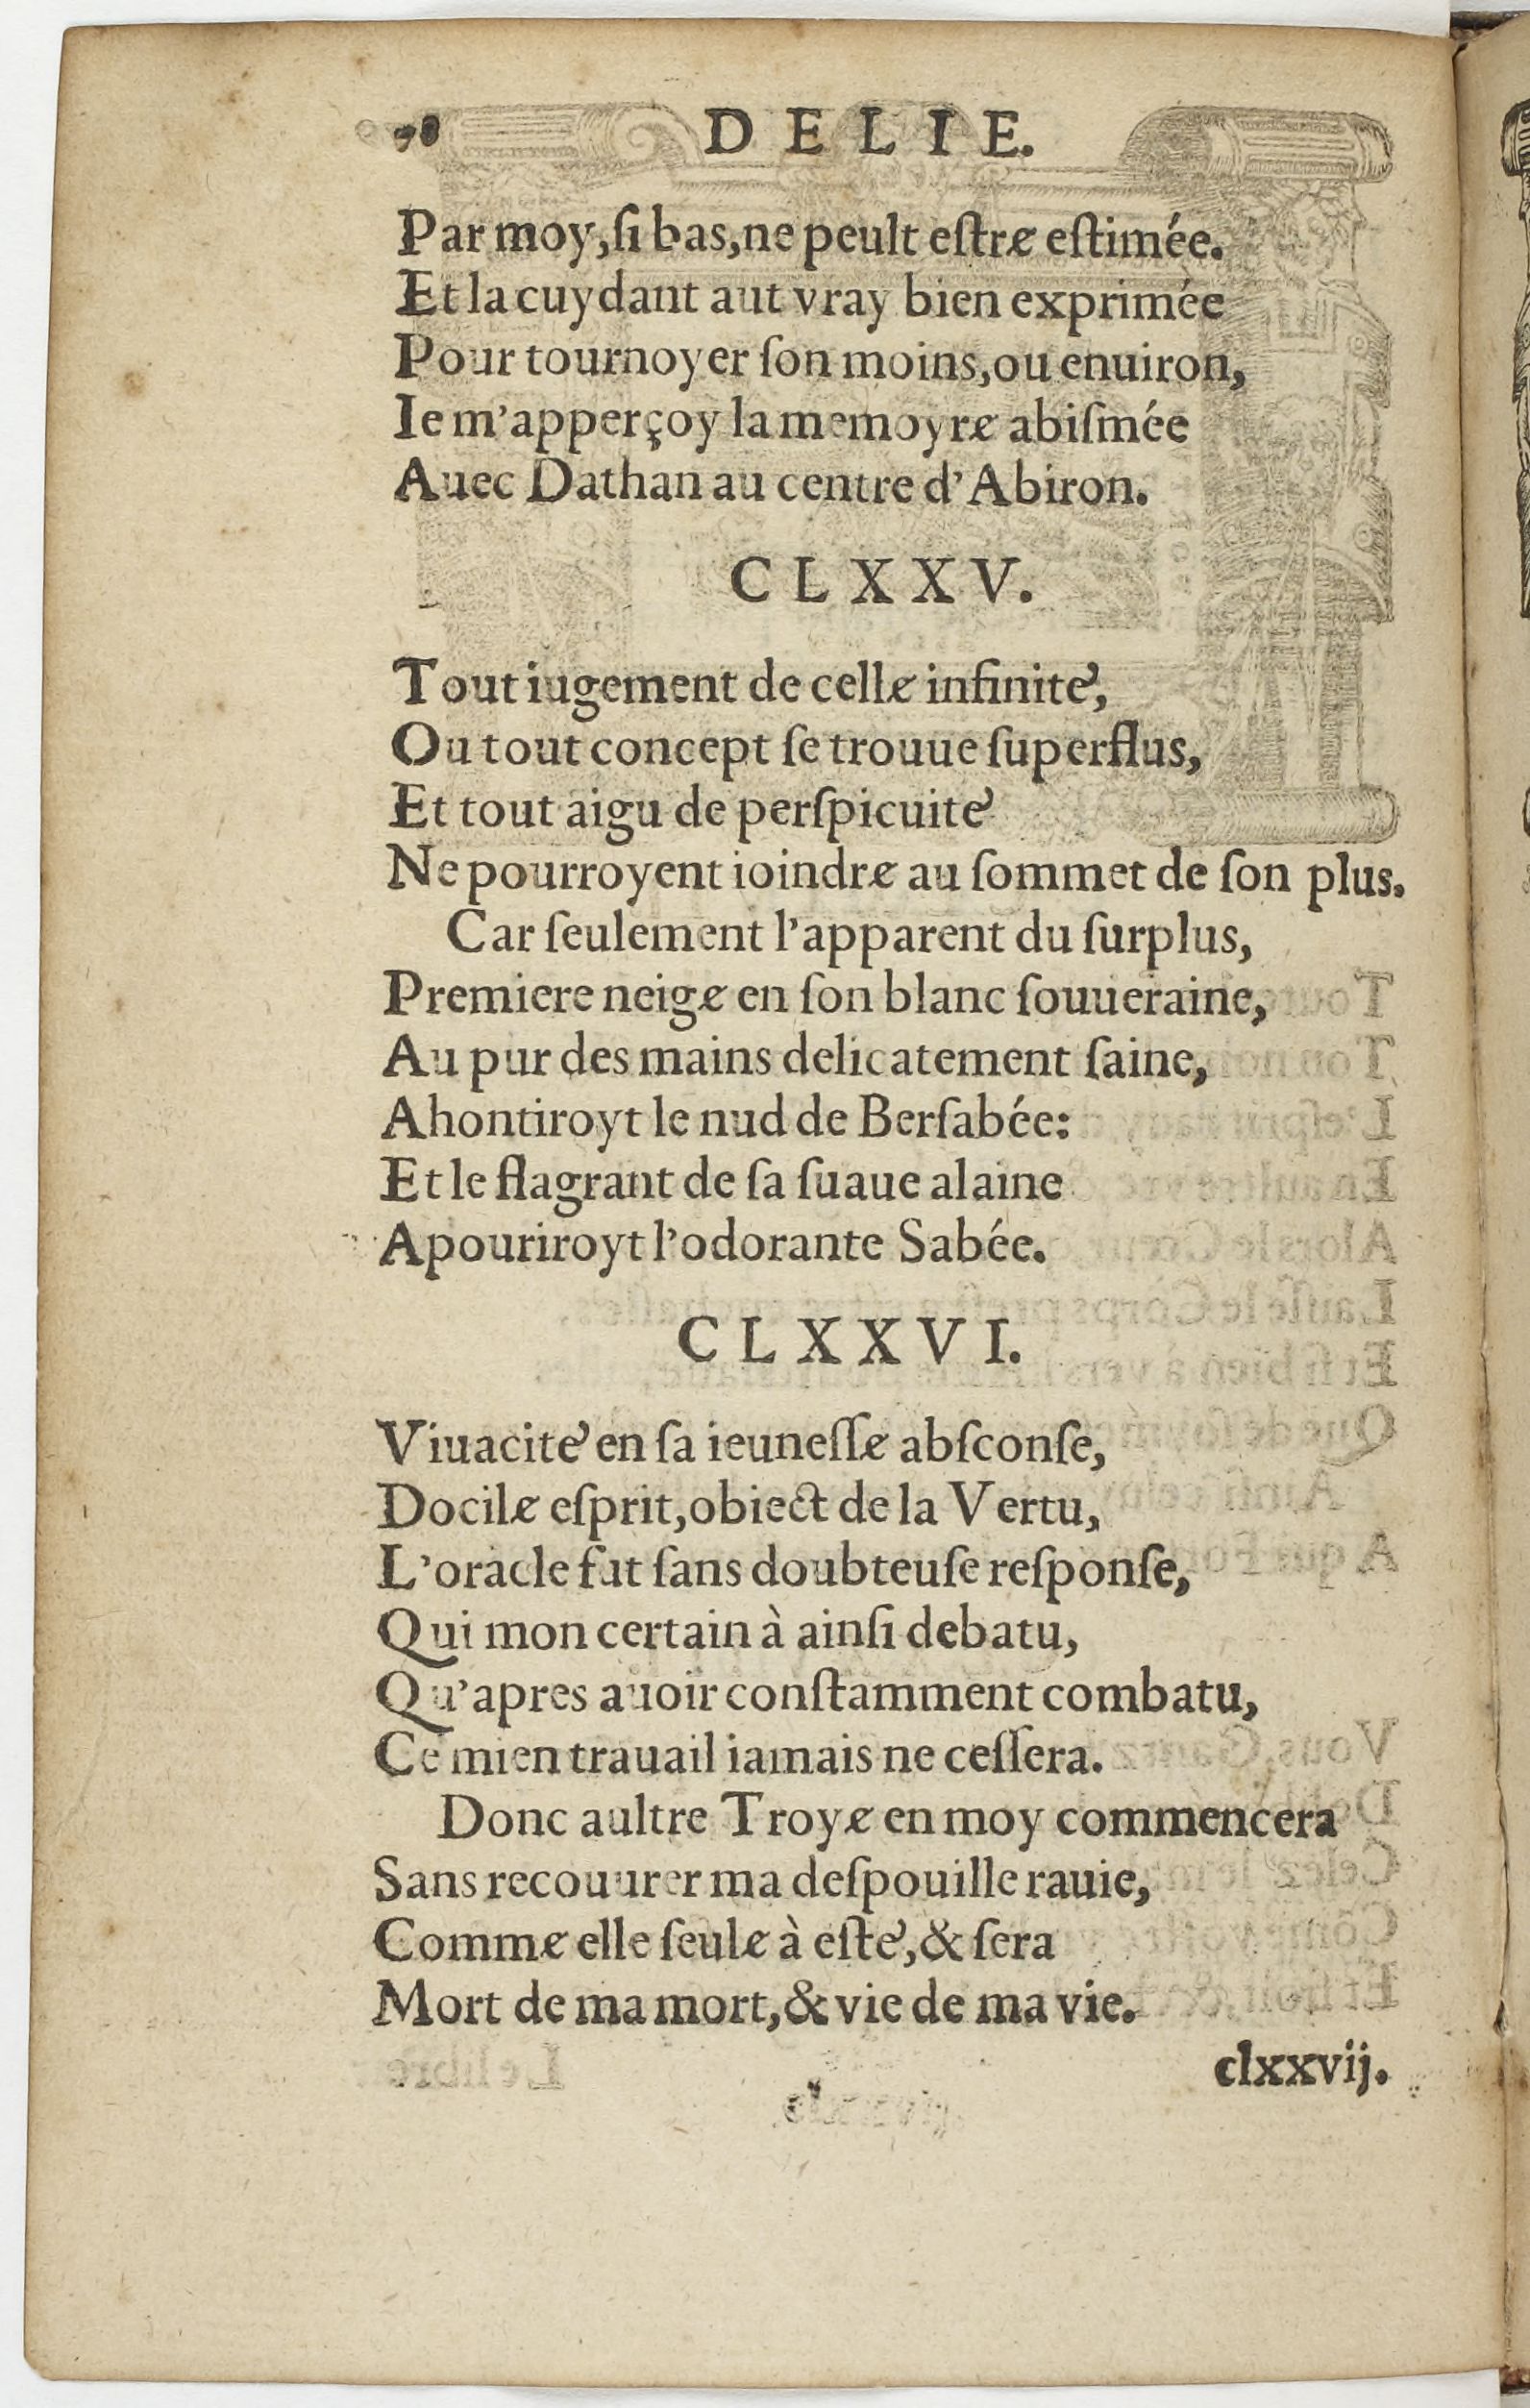 78 DELIE.
Par moy, ſi bas, ne peult eſtre eſtimée.
Et la cuydant aut vray bien exprimée
Pour tournoyer ſon moins, ou enuiron,
Ie m'apperçoy la memoyre abiſmée
Auec Dathan au centre d'Abiron.
CLXXV.
Tout iugement de celle infinité,
Ou tout concept ſe trouue ſuperflus,
Et tout aigu de perſpicuité
Ne pourroyent ioindre au ſommet de ſon plus.
Car ſeulement l'apparent du ſurplus,
Premiere neige en ſon blanc ſouueraine,
Au pur des mains delicatement ſaine,
Ahontiroyt le nud de Berſabée:
Et le flagrant de ſa ſuaue alaine
Apouriroyt l'odorante Sabée.
CLXXVI.
Viuacité en ſa ieuneſſe abſconſe,
Docile eſprit, obiect de la Vertu,
L'oracle fut ſans doubteuſe reſponſe,
Qui mon certain à ainſi debatu,
Qu'apres auoir conſtamment combatu,
Ce mien trauail iamais ne ceſſera.
Donc aultre Troye en moy commencera
Sans recouurer ma deſpouille rauie,
Comme elle ſeule à eſté, & ſera
Mort de ma mort, & vie de ma vie.
clxxvij.